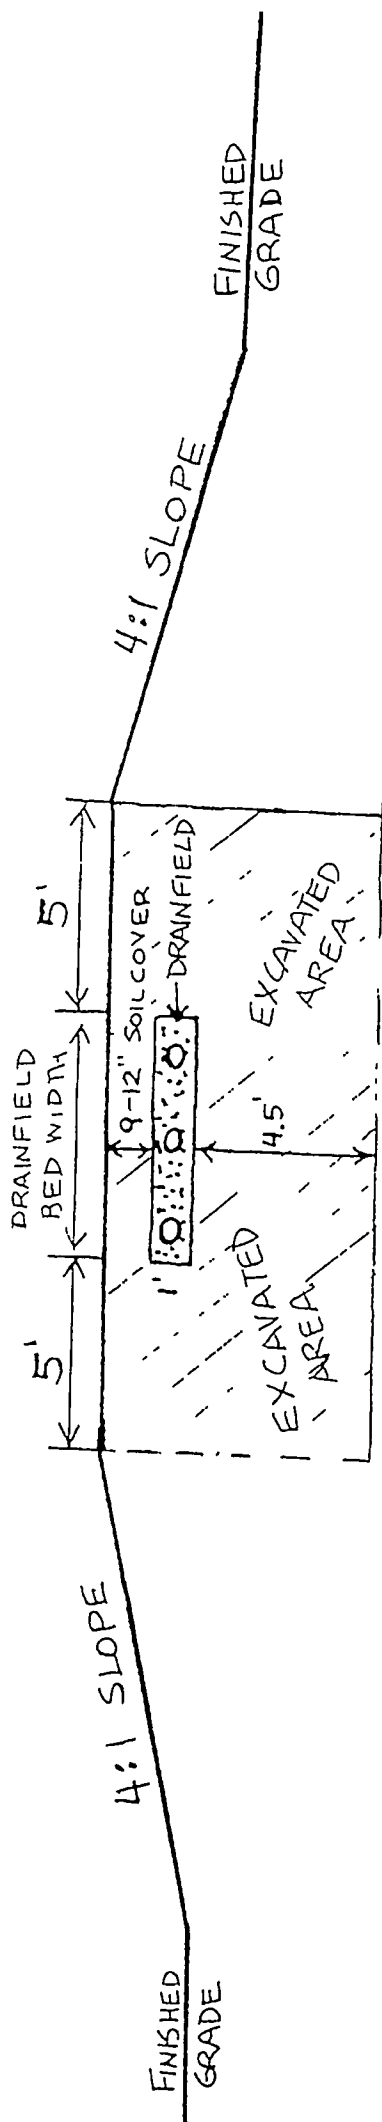 FINISHED
GRADE
4:1 SLOPE
5'
DRAINFIELD
BED WIDTH
5'
9-12" SOIL COVER
1'
DRAINFIELD
4.5'
EXCAVATED
AREA
EXCAVATED
AREA
4:1 SLOPE
FINISHED
GRADE